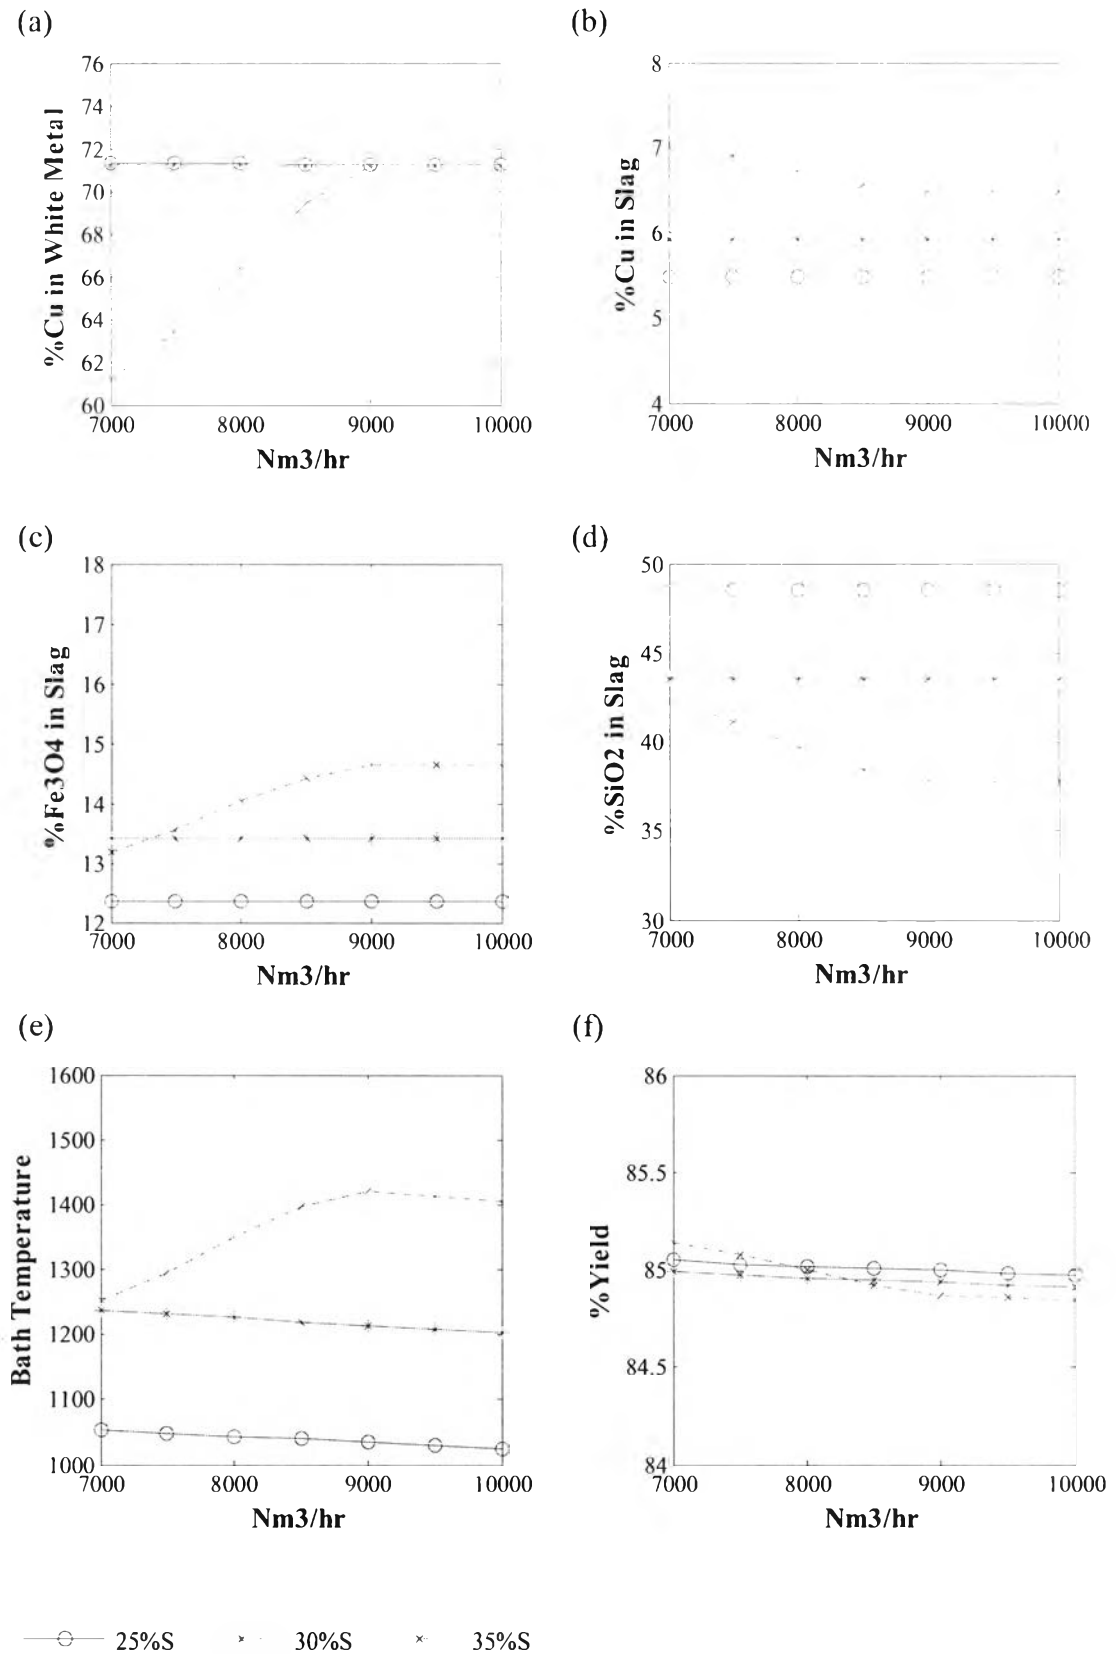 (a)
76
74
72
70
68
66
64
62
60
%Cu in White Metal
7000 8000 9000 10000
Nm3/hr
(b)
8
7
6
5
4
%Cu in Slag
7000 8000 9000 10000
Nm3/hr
(c)
18
17
16
15
14
13
12
%Fe3O4 in Slag
7000 8000 9000 10000
Nm3/hr
(d)
50
45
40
35
30
%SiO2 in Slag
7000 8000 9000 10000
Nm3/hr
(e)
1600
1500
1400
1300
1200
1100
1000
Bath Temperature
7000 8000 9000 10000
Nm3/hr
(f)
86
85.5
85
84.5
84
%Yield
7000 8000 9000 10000
Nm3/hr
25%S 30%S 35%S